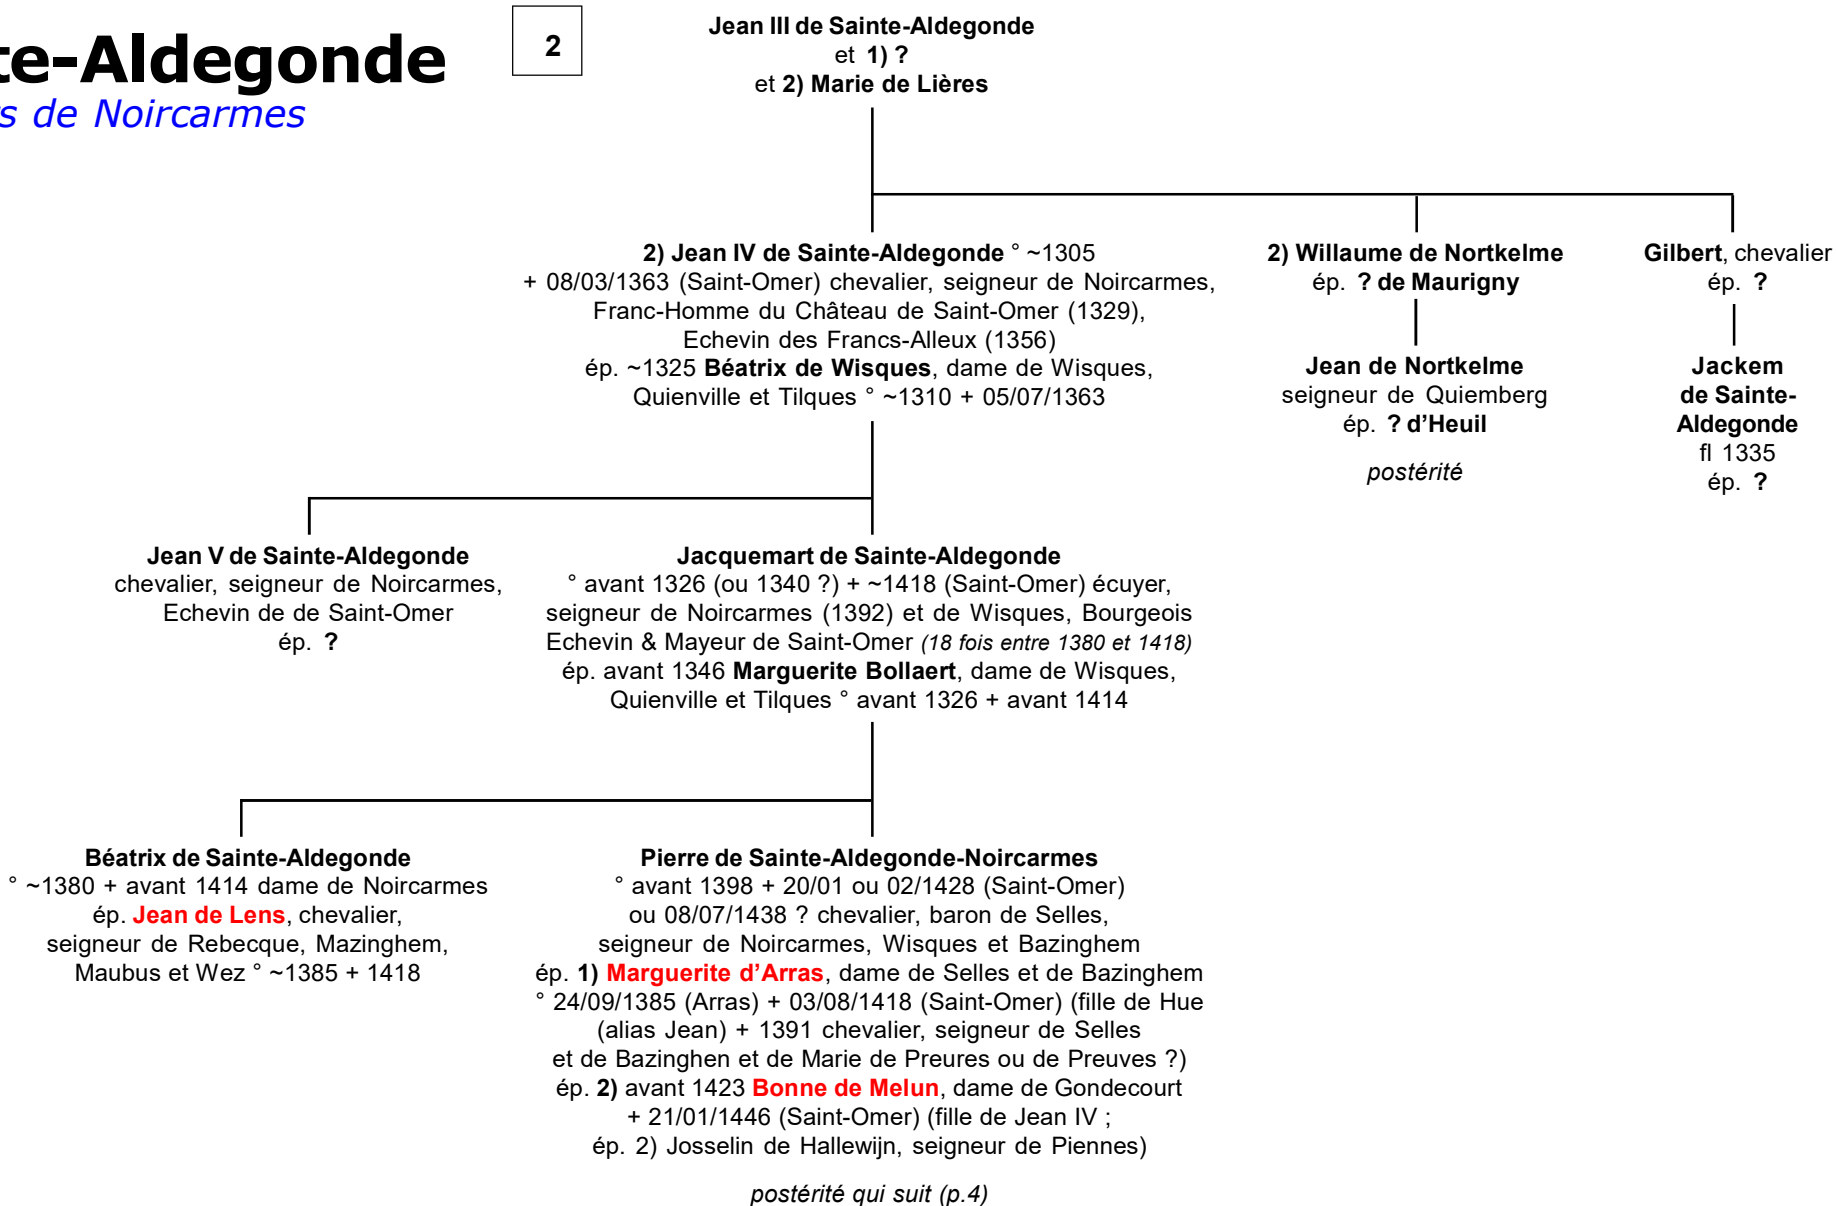 te-Aldegonde
s de Noircarmes
2
Jean III de Sainte-Aldegonde
et 1) ?
et 2) Marie de Lières
2) Jean IV de Sainte-Aldegonde ° ~1305
+ 08/03/1363 (Saint-Omer) chevalier, seigneur de Noircarmes,
Franc-Homme du Château de Saint-Omer (1329),
Echevin des Francs-Alleux (1356)
ép. ~1325 Béatrix de Wisques, dame de Wisques,
Quienville et Tilques ° ~1310 + 05/07/1363
2) Willaume de Nortkelme
ép. ? de Maurigny
Jean de Nortkelme
seigneur de Quiemberg
ép. ? d’Heuil
postérité
Gilbert, chevalier
ép. ?
Jackem
de Sainte-
Aldegonde
fl 1335
ép. ?
Jean V de Sainte-Aldegonde
chevalier, seigneur de Noircarmes,
Echevin de de Saint-Omer
ép. ?
Jacquemart de Sainte-Aldegonde
° avant 1326 (ou 1340 ?) + ~1418 (Saint-Omer) écuyer,
seigneur de Noircarmes (1392) et de Wisques, Bourgeois
Echevin & Mayeur de Saint-Omer (18 fois entre 1380 et 1418)
ép. avant 1346 Marguerite Bollaert, dame de Wisques,
Quienville et Tilques ° avant 1326 + avant 1414
Béatrix de Sainte-Aldegonde
° ~1380 + avant 1414 dame de Noircarmes
ép. Jean de Lens, chevalier,
seigneur de Rebecque, Mazinghem,
Maubus et Wez ° ~1385 + 1418
Pierre de Sainte-Aldegonde-Noircarmes
° avant 1398 + 20/01 ou 02/1428 (Saint-Omer)
ou 08/07/1438 ? chevalier, baron de Selles,
seigneur de Noircarmes, Wisques et Bazinghem
ép. 1) Marguerite d’Arras, dame de Selles et de Bazinghem
° 24/09/1385 (Arras) + 03/08/1418 (Saint-Omer) (fille de Hue
(alias Jean) + 1391 chevalier, seigneur de Selles
et de Bazinghen et de Marie de Preures ou de Preuves ?)
ép. 2) avant 1423 Bonne de Melun, dame de Gondecourt
+ 21/01/1446 (Saint-Omer) (fille de Jean IV ;
ép. 2) Josselin de Hallewijn, seigneur de Piennes)
postérité qui suit (p.4)